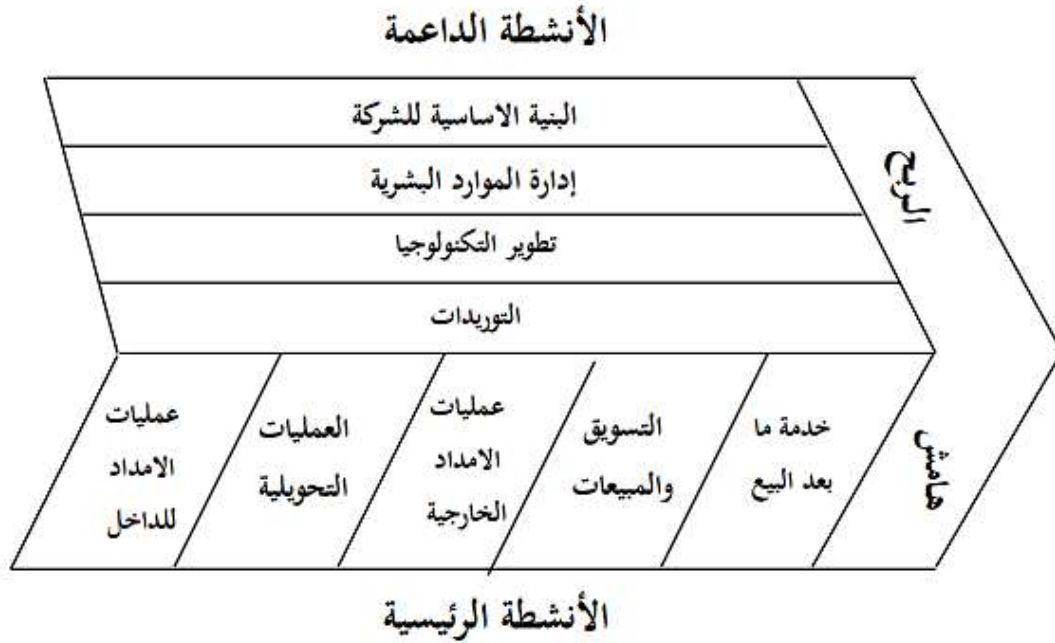 الأنشطة الداعمة
البنية الاساسية للشركة
إدارة الموارد البشرية
تطوير التكنولوجيا
التوريدات
الربح
هامش
عمليات
الامداد
للداخل
العمليات
التحويلية
عمليات
الامداد
الخارجية
التسويق
والمبيعات
خدمة ما
بعد البيع
الأنشطة الرئيسية